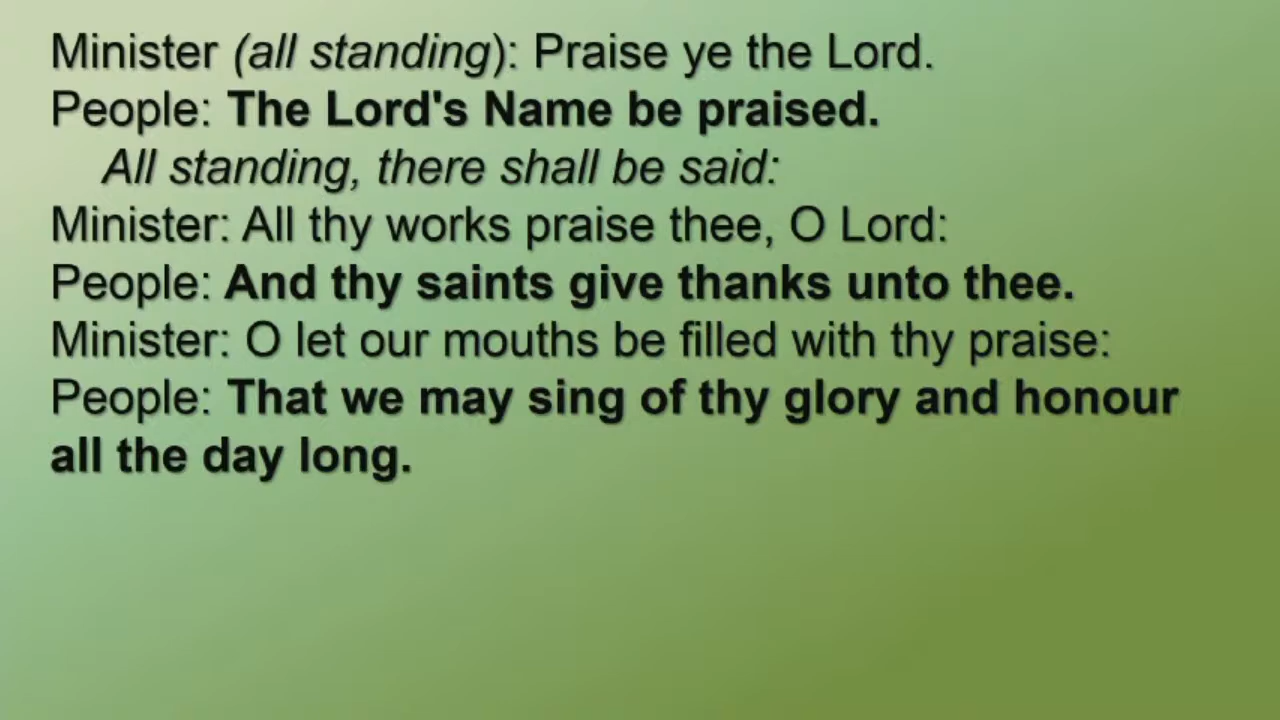 Minister (all standing): Praise ye the Lord.
People: The Lord's Name be praised.
All standing, there shall be said:
Minister: All thy works praise thee, O Lord:
People: And thy saints give thanks unto thee.
Minister: O let our mouths be filled with thy praise:
People: That we may sing of thy glory and honour
all the day long.